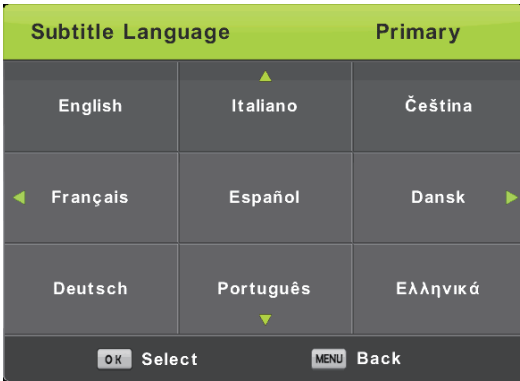 Subtitle Language Primary
English Italiano Čeština
Français Español Dansk
Deutsch Português Ελληνικά
OK Select MENU Back